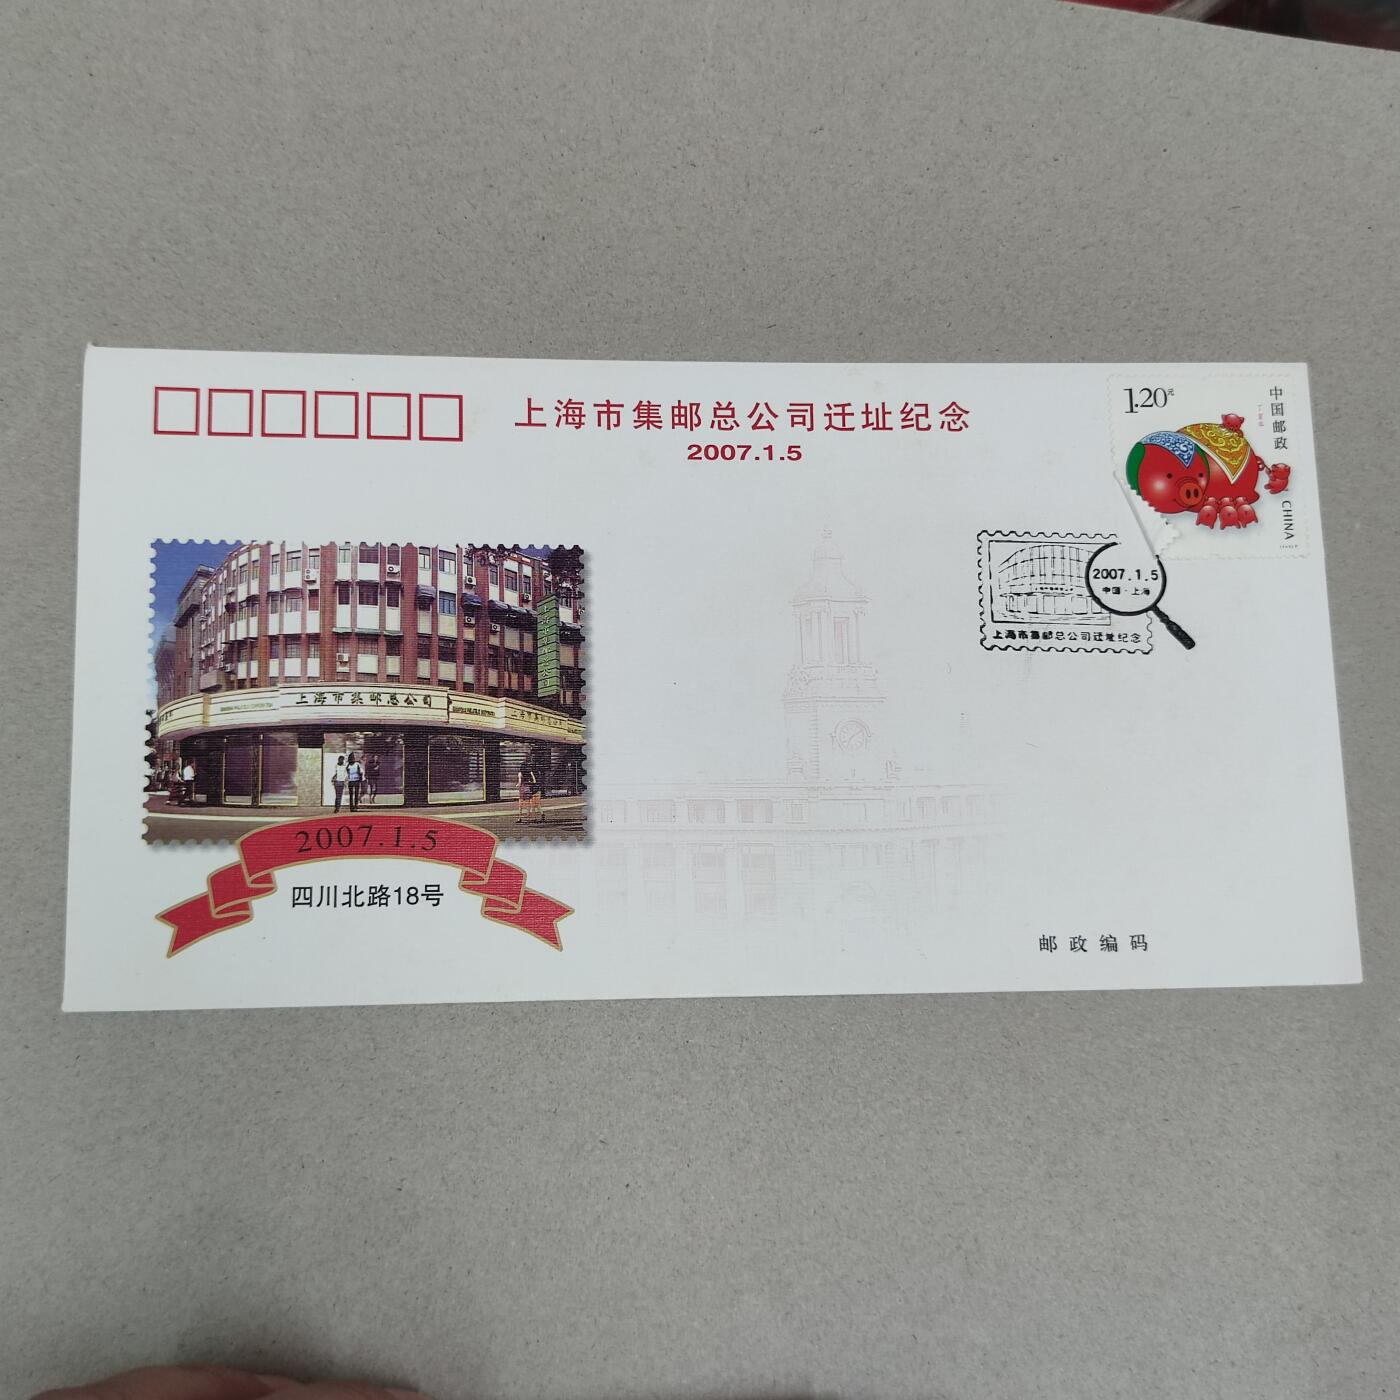 上海市集邮总公司迁址纪念
2007.1.5
1.20元
中国邮政
CHINA
2007.1.5
中国·上海
上海市集邮总公司迁址纪念
上海市集邮总公司
2007.1.5
四川北路18号
邮政编码